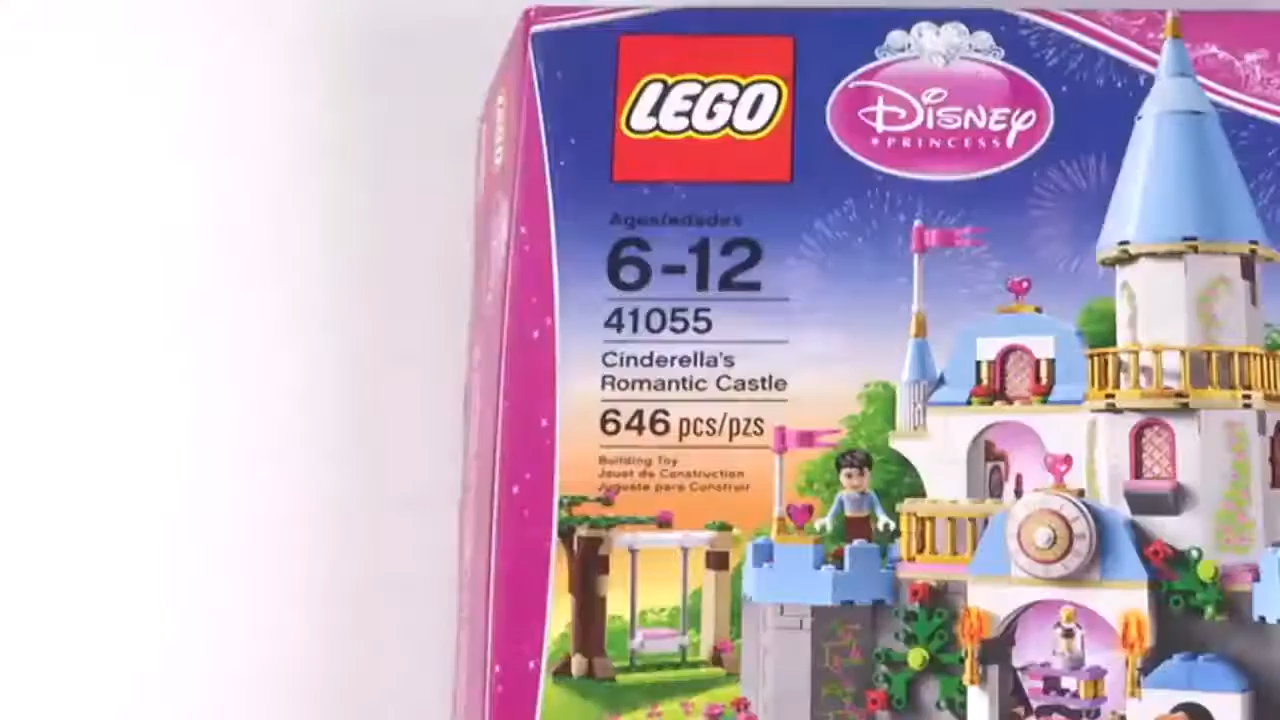 LEGO
Disney
PRINCESS
Ages/edades
6-12
41055
Cinderella's
Romantic Castle
646 pcs/pzs
Building Toy
Jouet de Construction
Juguete para Construir